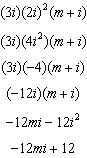 (3i)(2i)²(m + i)
(3i)(4i²)(m + i)
(3i)(−4)(m + i)
(−12i)(m + i)
−12mi − 12i²
−12mi + 12